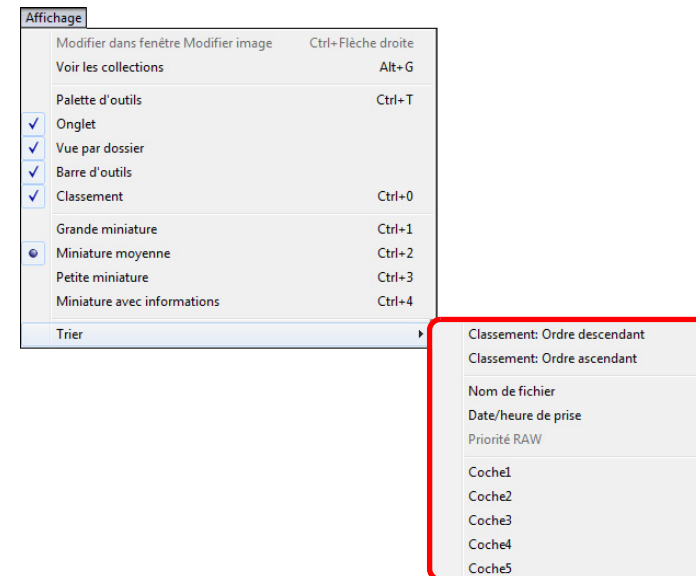 Affichage
Modifier dans fenêtre Modifier image Ctrl+Flèche droite
Voir les collections Alt+G
Palette d'outils Ctrl+T
Onglet
Vue par dossier
Barre d'outils
Classement Ctrl+0
Grande miniature Ctrl+1
Miniature moyenne Ctrl+2
Petite miniature Ctrl+3
Miniature avec informations Ctrl+4
Trier
Classement: Ordre descendant
Classement: Ordre ascendant
Nom de fichier
Date/heure de prise
Priorité RAW
Coche1
Coche2
Coche3
Coche4
Coche5